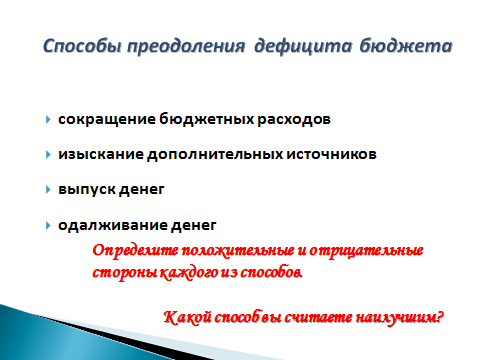 Способы преодоления дефицита бюджета
сокращение бюджетных расходов
изыскание дополнительных источников
выпуск денег
одалживание денег
Определите положительные и отрицательные
стороны каждого из способов.
Какой способ вы считаете наилучшим?